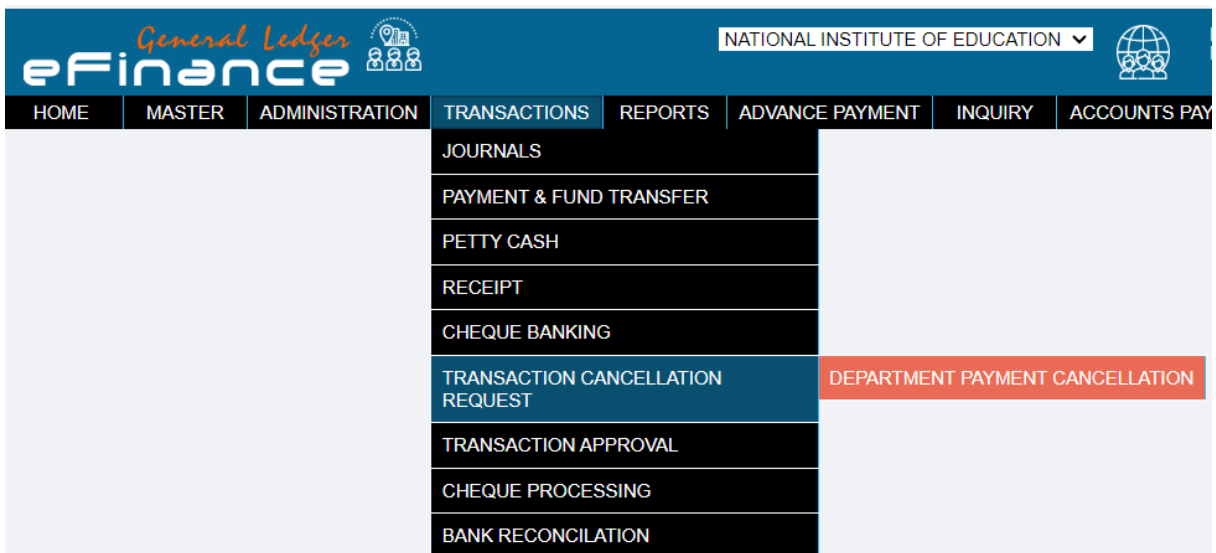 General Ledger
eFinance
NATIONAL INSTITUTE OF EDUCATION
HOME MASTER ADMINISTRATION TRANSACTIONS REPORTS ADVANCE PAYMENT INQUIRY ACCOUNTS PAY
JOURNALS
PAYMENT & FUND TRANSFER
PETTY CASH
RECEIPT
CHEQUE BANKING
TRANSACTION CANCELLATION
REQUEST
DEPARTMENT PAYMENT CANCELLATION
TRANSACTION APPROVAL
CHEQUE PROCESSING
BANK RECONCILATION